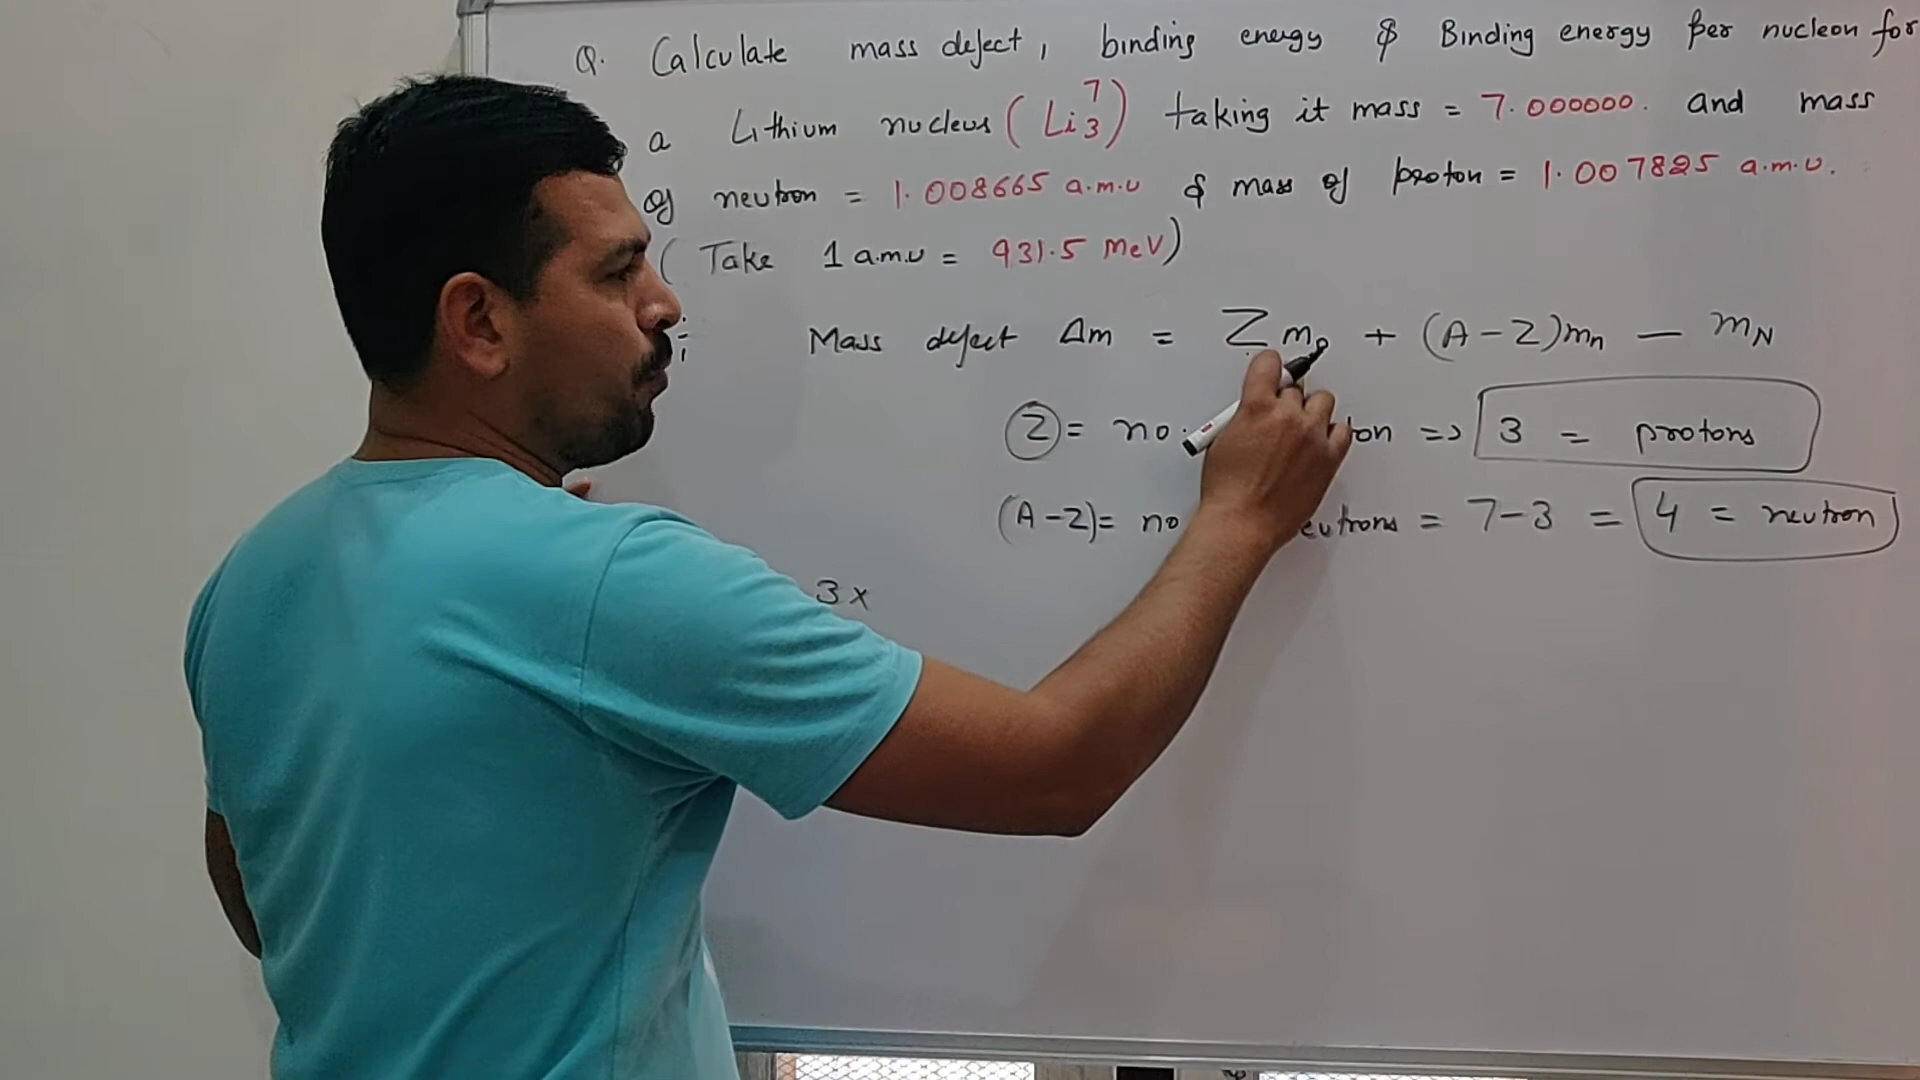 Q. Calculate mass defect, binding energy & Binding energy per nucleon for
a Lithium nucleus ( Li 7 3 ) taking it mass = 7.000000. and mass
of neutron = 1.008665 a.m.u & mass of proton = 1.007825 a.m.u.
( Take 1 a.m.u = 931.5 MeV )
Mass defect Δm = Z mp + (A-Z)mn — mN
Z = no. ton => 3 = protons
(A-Z)= no eutrons = 7-3 = 4 = neutron
3 x